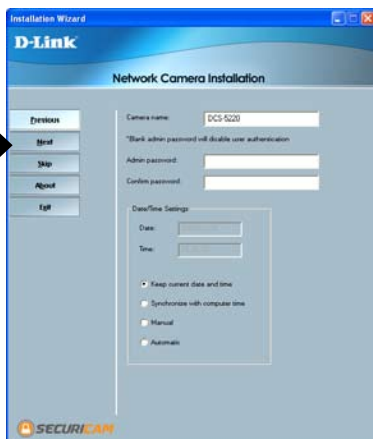 Installation Wizard
D-Link
Network Camera Installation
Previous
Next
Skip
About
Exit
Camera name: DCS-5220
*Blank admin password will disable user authentication
Admin password:
Confirm password:
Date/Time Settings
Date:
Time:
Keep current date and time
Synchronize with computer time
Manual
Automatic
SECURICAM